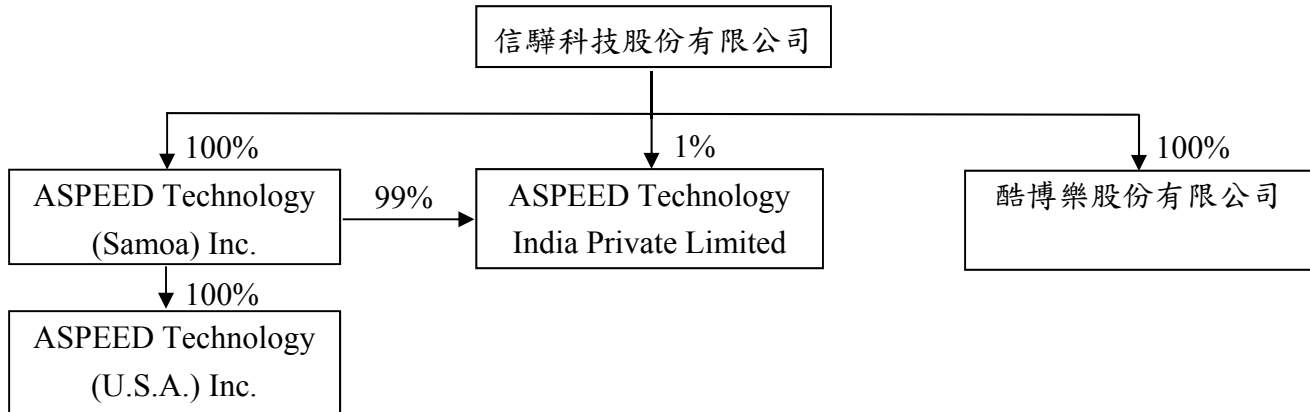 信驊科技股份有限公司
100%
1%
100%
ASPEED Technology
(Samoa) Inc.
99%
ASPEED Technology
India Private Limited
酷博樂股份有限公司
100%
ASPEED Technology
(U.S.A.) Inc.